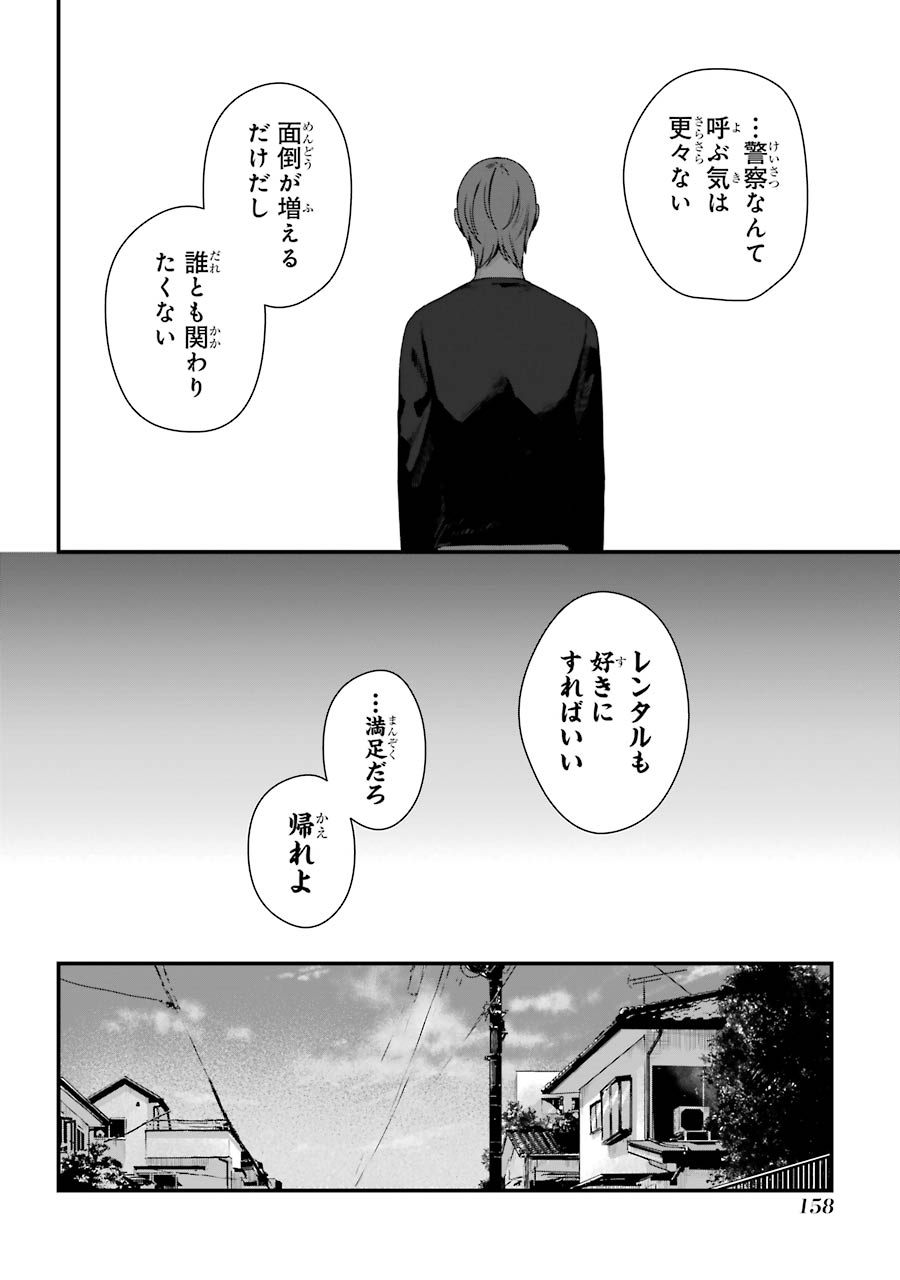 …警察なんて
呼ぶ気は
更々ない
面倒が増える
だけだし
誰とも関わり
たくない
レンタルも
好きに
すればいい
…満足だろ
帰れよ
158